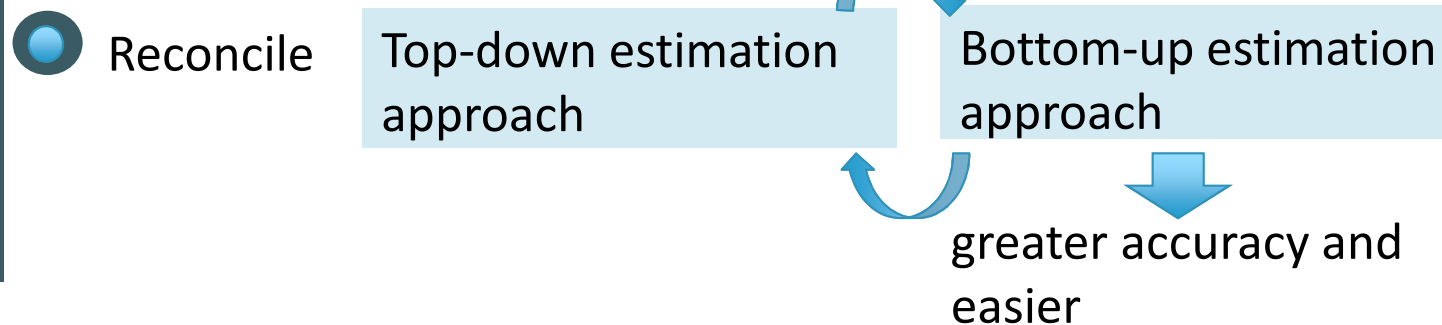 Reconcile
Top-down estimation
approach
Bottom-up estimation
approach
greater accuracy and
easier